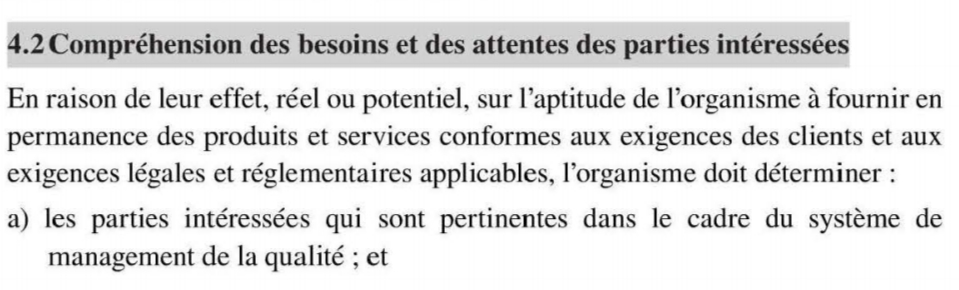 4.2 Compréhension des besoins et des attentes des parties intéressées
En raison de leur effet, réel ou potentiel, sur l’aptitude de l’organisme à fournir en
permanence des produits et services conformes aux exigences des clients et aux
exigences légales et réglementaires applicables, l’organisme doit déterminer :
a) les parties intéressées qui sont pertinentes dans le cadre du système de
management de la qualité ; et